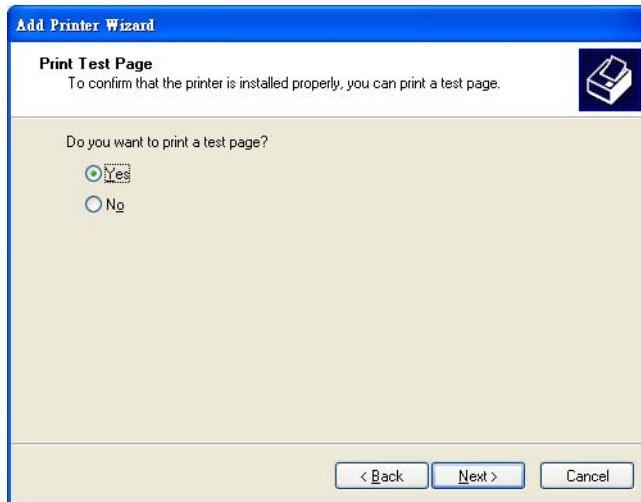 Add Printer Wizard
Print Test Page
To confirm that the printer is installed properly, you can print a test page.
Do you want to print a test page?
Yes
No
< Back Next > Cancel